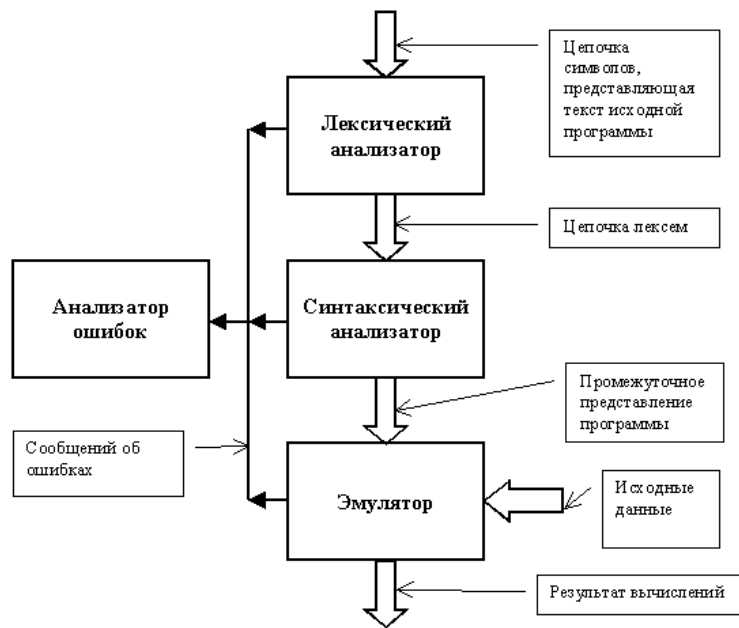 Цепочка
символов,
представляющая
текст исходной
программы
Лексический
анализатор
Цепочка лексем
Анализатор
ошибок
Синтаксический
анализатор
Промежуточное
представление
программы
Сообщений об
ошибках
Эмулятор
Исходные
данные
Результат вычислений